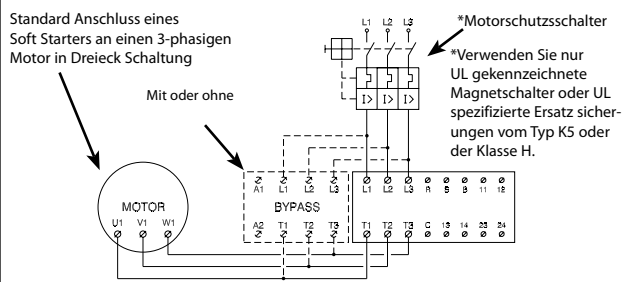 Standard Anschluss eines
Soft Starters an einen 3-phasigen
Motor in Dreieck Schaltung
Mit oder ohne
L1 L2 L3
*Motorschutzsschalter
*Verwenden Sie nur
UL gekennzeichnete
Magnetschalter oder UL
spezifizierte Ersatz sicher-
ungen vom Typ K5 oder
der Klasse H.
I> I> I>
A1 L1 L2 L3
BYPASS
A2 T1 T2 T3
L1 L2 L3 R S B 11 12
T1 T2 T3 C 13 14 23 24
MOTOR
U1 V1 W1